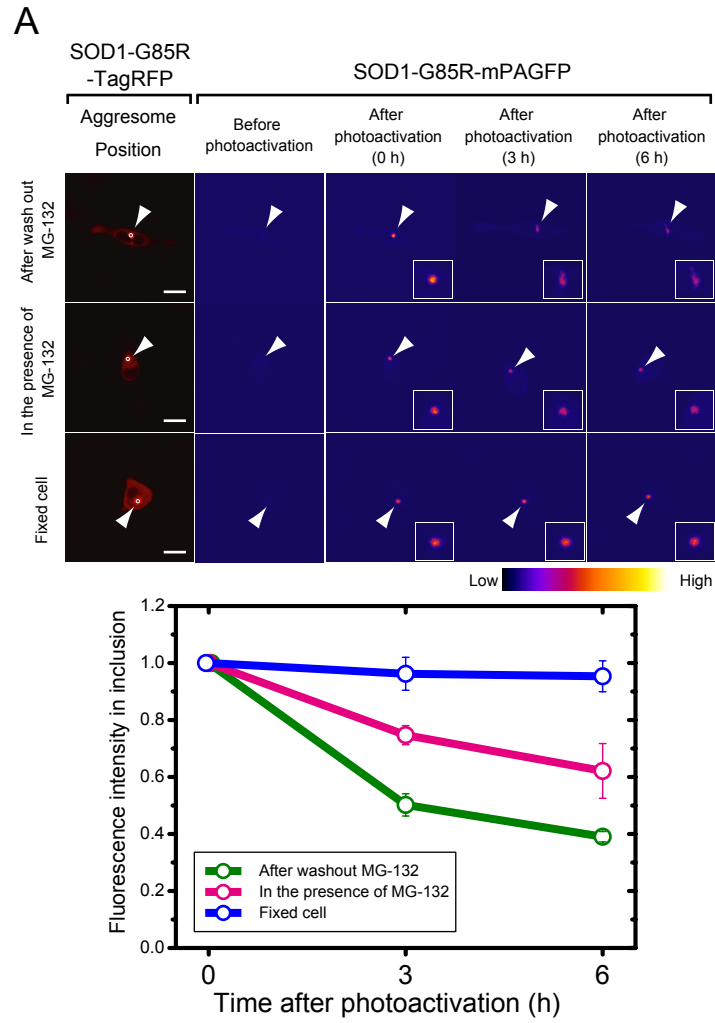 A
SOD1-G85R
-TagRFP
SOD1-G85R-mPAGFP
Aggresome
Position
Before
photoactivation
After
photoactivation
(0 h)
After
photoactivation
(3 h)
After
photoactivation
(6 h)
After wash out
MG-132
In the presence of
MG-132
Fixed cell
Low
High
Fluorescence intensity in inclusion
1.2
1.0
0.8
0.6
0.4
0.2
0.0
After washout MG-132
In the presence of MG-132
Fixed cell
0
3
6
Time after photoactivation (h)